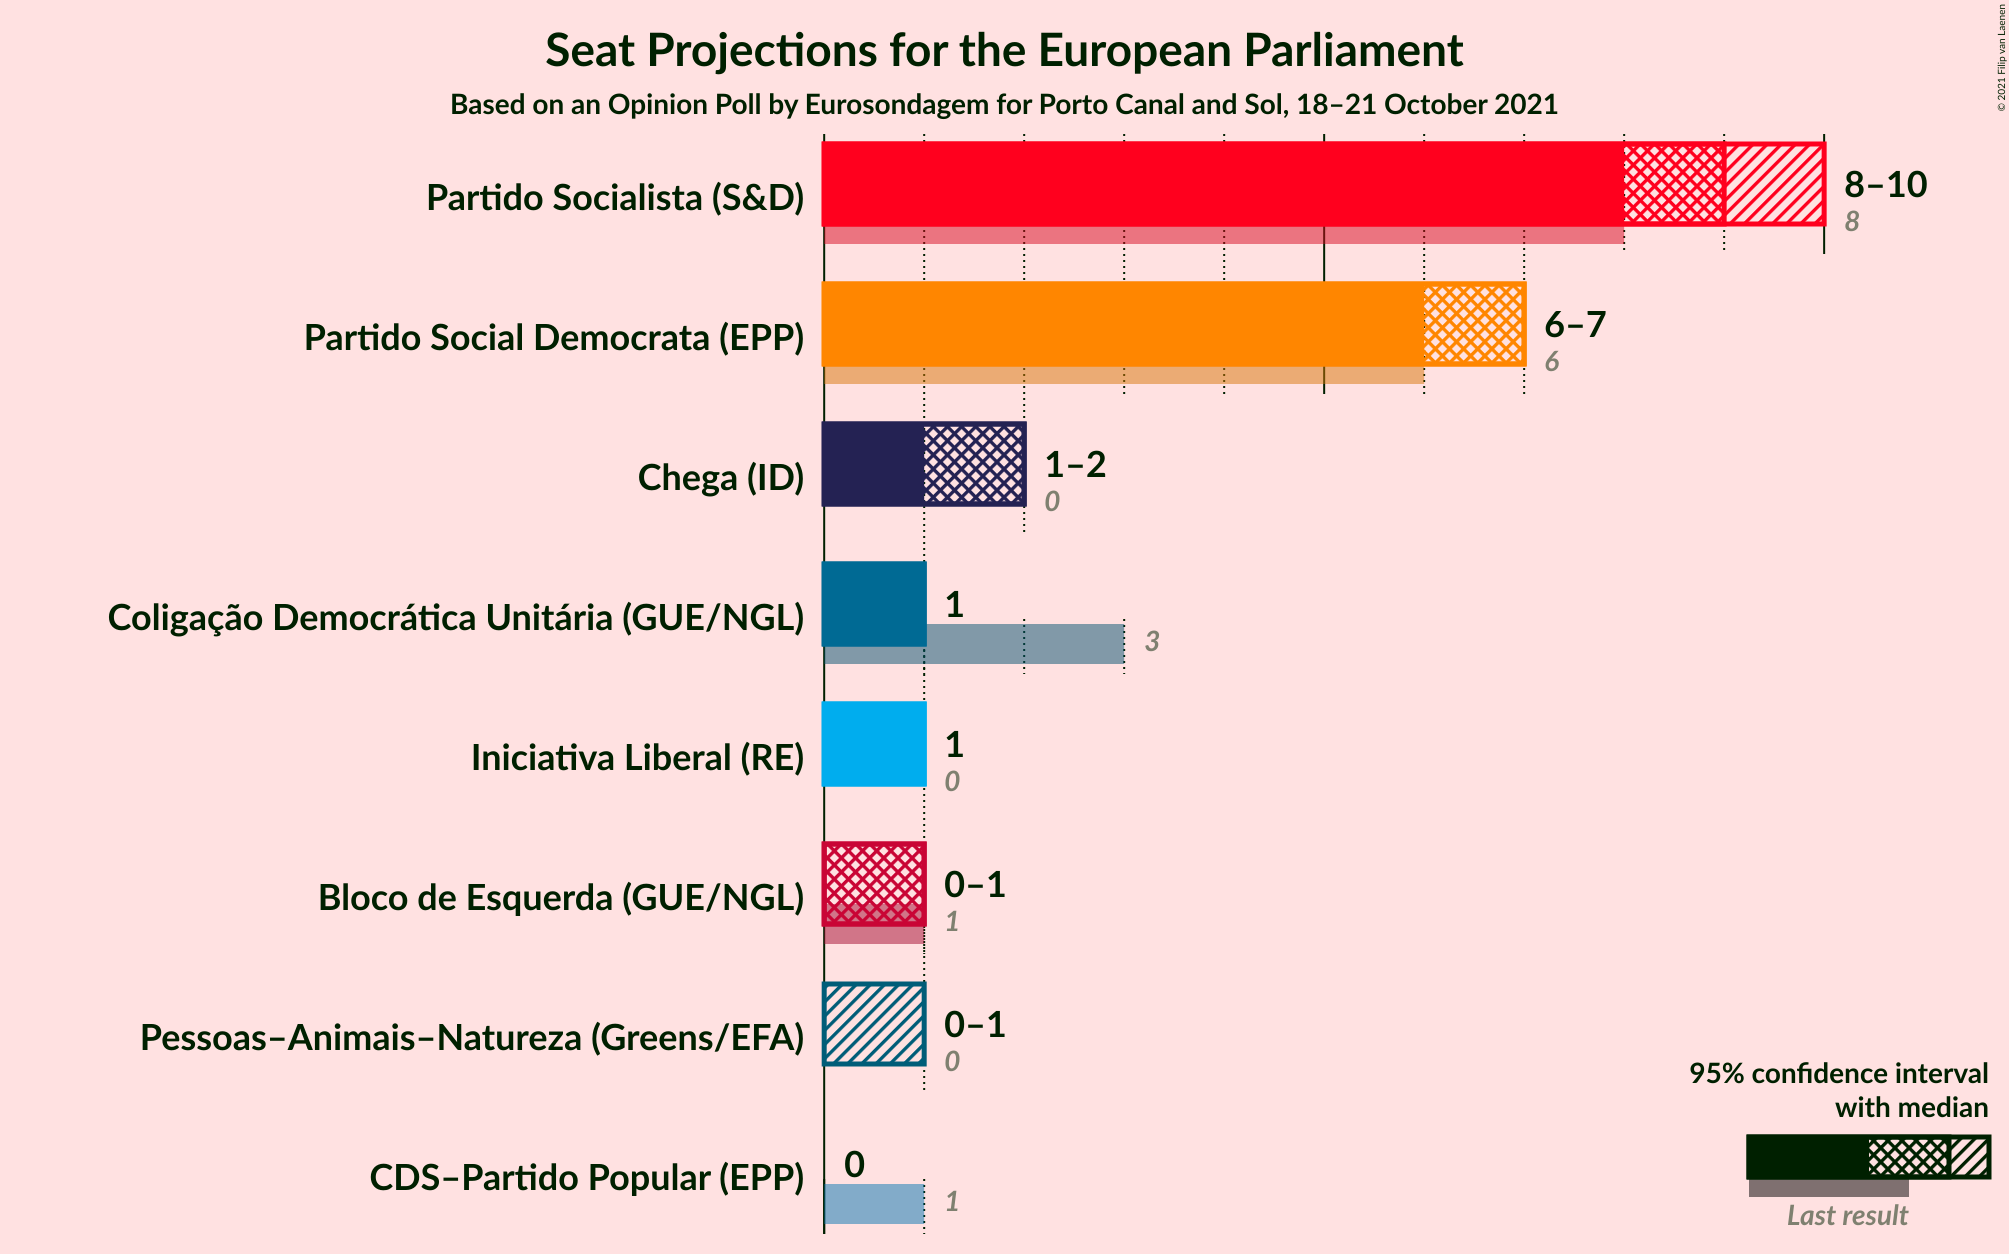 Seat Projections for the European Parliament
Based on an Opinion Poll by Eurosondagem for Porto Canal and Sol, 18–21 October 2021
© 2021 Filip van Laenen
Partido Socialista (S&D)
8–10
8
Partido Social Democrata (EPP)
6–7
6
Chega (ID)
1–2
0
Coligação Democrática Unitária (GUE/NGL)
1
3
Iniciativa Liberal (RE)
1
0
Bloco de Esquerda (GUE/NGL)
0–1
1
Pessoas–Animais–Natureza (Greens/EFA)
0–1
0
CDS–Partido Popular (EPP)
0
1
95% confidence interval
with median
Last result